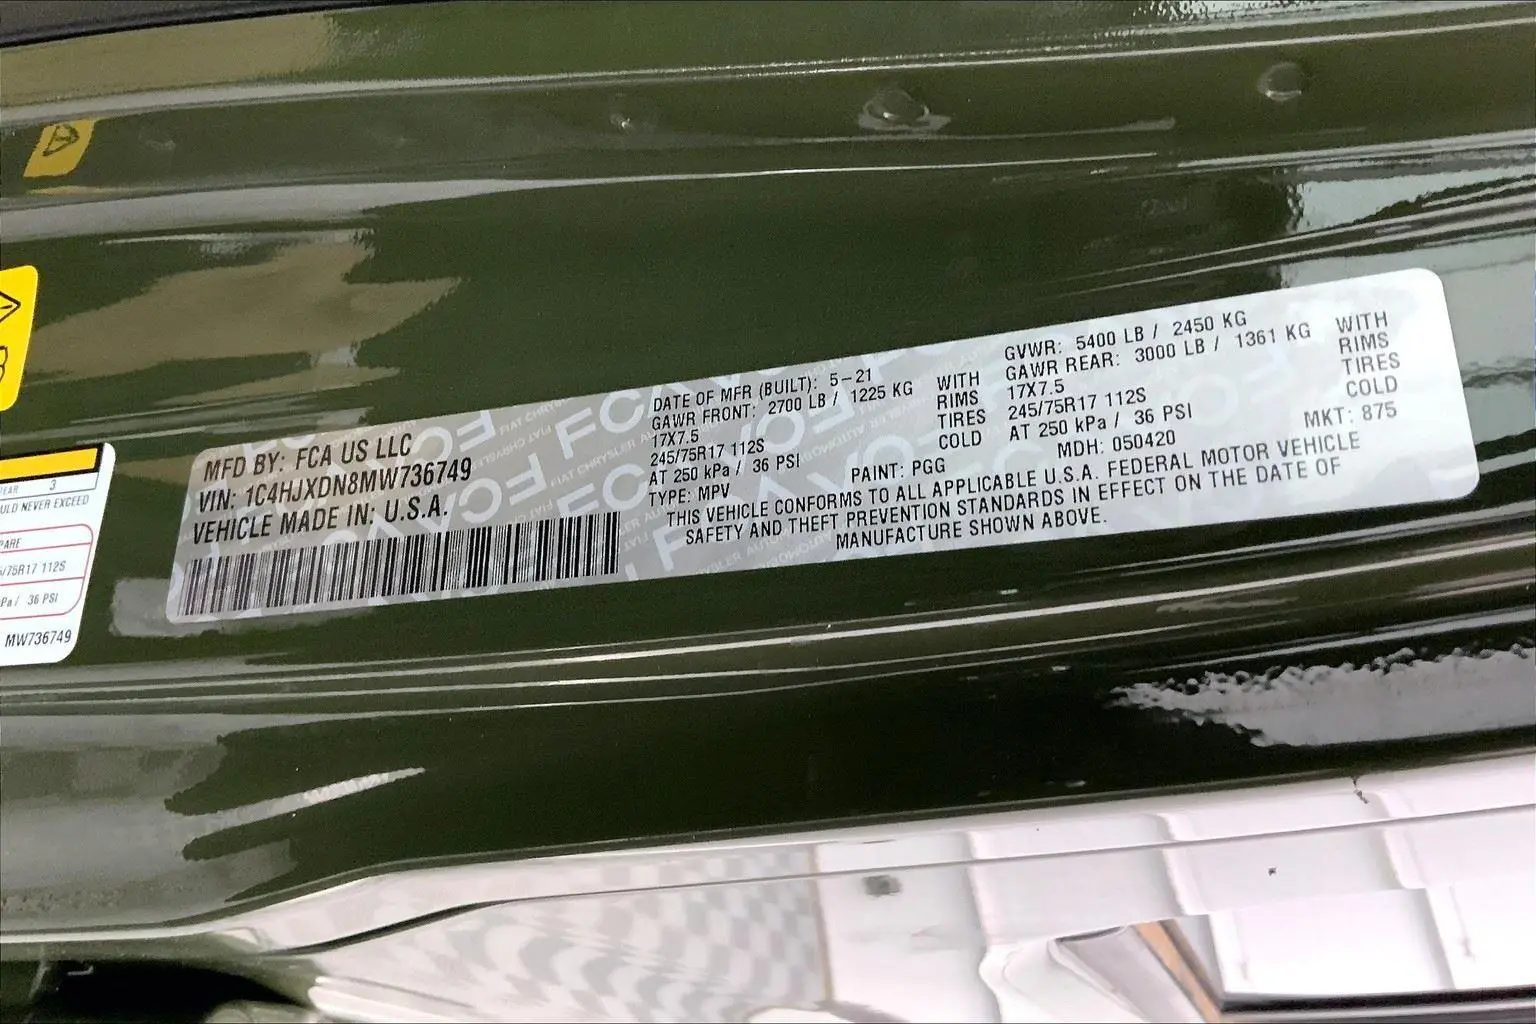 MFD BY: FCA US LLC
VIN: 1C4HJXDN8MW736749
VEHICLE MADE IN: U.S.A.
DATE OF MFR (BUILT): 5-21
GAWR FRONT: 2700 LB / 1225 KG WITH
17X7.5 RIMS
245/75R17 112S TIRES
AT 250 kPa / 36 PSI COLD
TYPE: MPV
GVWR: 5400 LB / 2450 KG
GAWR REAR: 3000 LB / 1361 KG WITH
17X7.5 RIMS
245/75R17 112S TIRES
AT 250 kPa / 36 PSI COLD
PAINT: PGG MDH: 050420 MKT: 875
THIS VEHICLE CONFORMS TO ALL APPLICABLE U.S.A. FEDERAL MOTOR VEHICLE
SAFETY AND THEFT PREVENTION STANDARDS IN EFFECT ON THE DATE OF
MANUFACTURE SHOWN ABOVE.
3
NEVER EXCEED
/75R17 112S
/ 36 PSI
MW736749